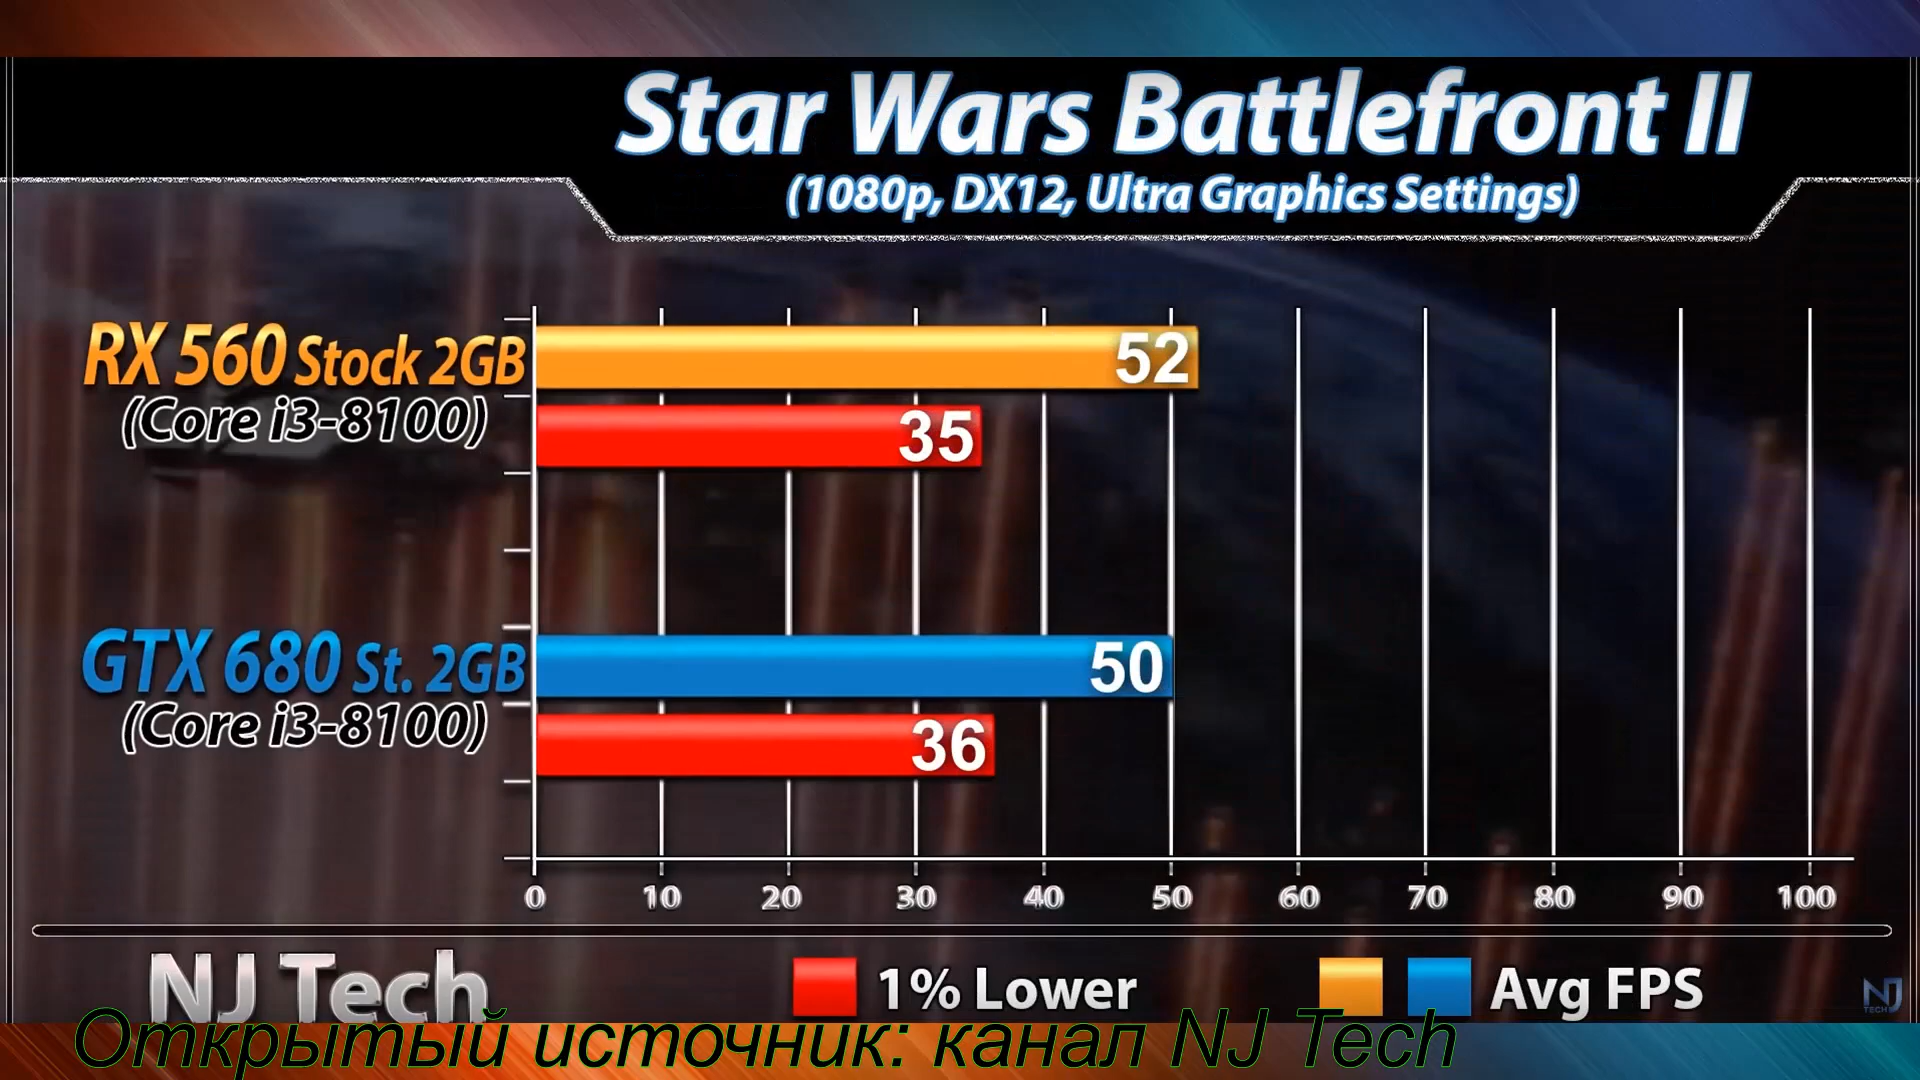 Star Wars Battlefront II
(1080p, DX12, Ultra Graphics Settings)
RX 560 Stock 2GB
(Core i3-8100)
52
35
GTX 680 St. 2GB
(Core i3-8100)
50
36
0 10 20 30 40 50 60 70 80 90 100
NJ Tech
1% Lower
Avg FPS
NJ TECH
Открытый источник: канал NJ Tech